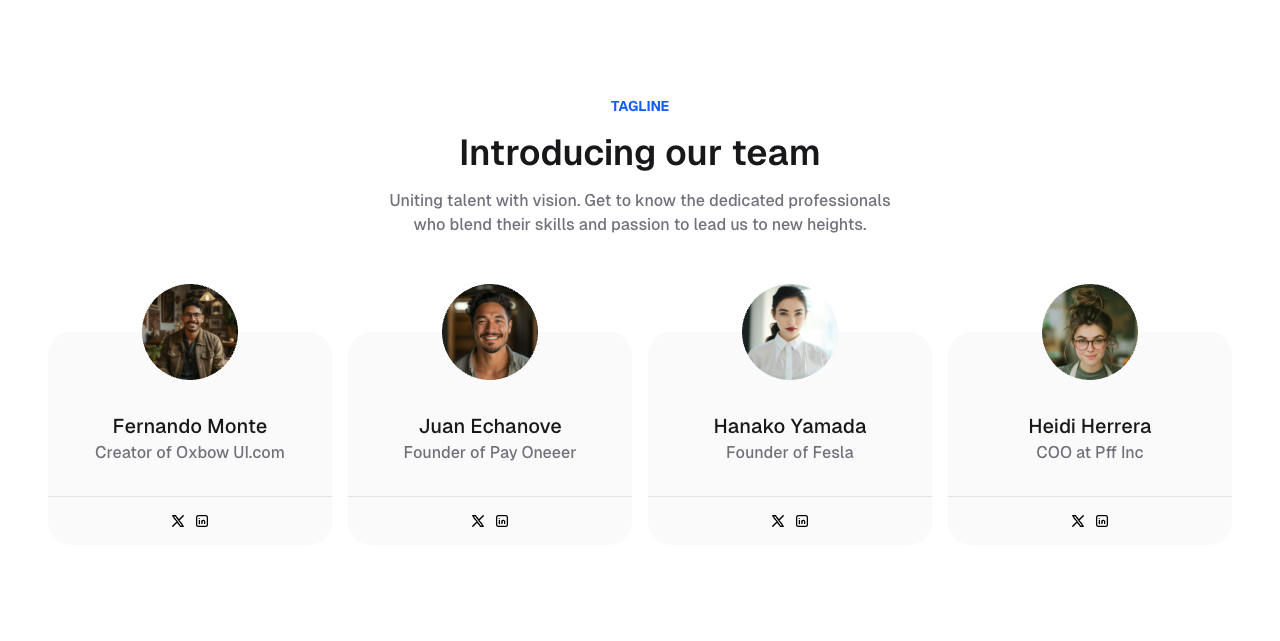 TAGLINE
Introducing our team
Uniting talent with vision. Get to know the dedicated professionals
who blend their skills and passion to lead us to new heights.
Fernando Monte
Creator of Oxbow UI.com
Juan Echanove
Founder of Pay Oneeer
Hanako Yamada
Founder of Fesla
Heidi Herrera
COO at Pff Inc